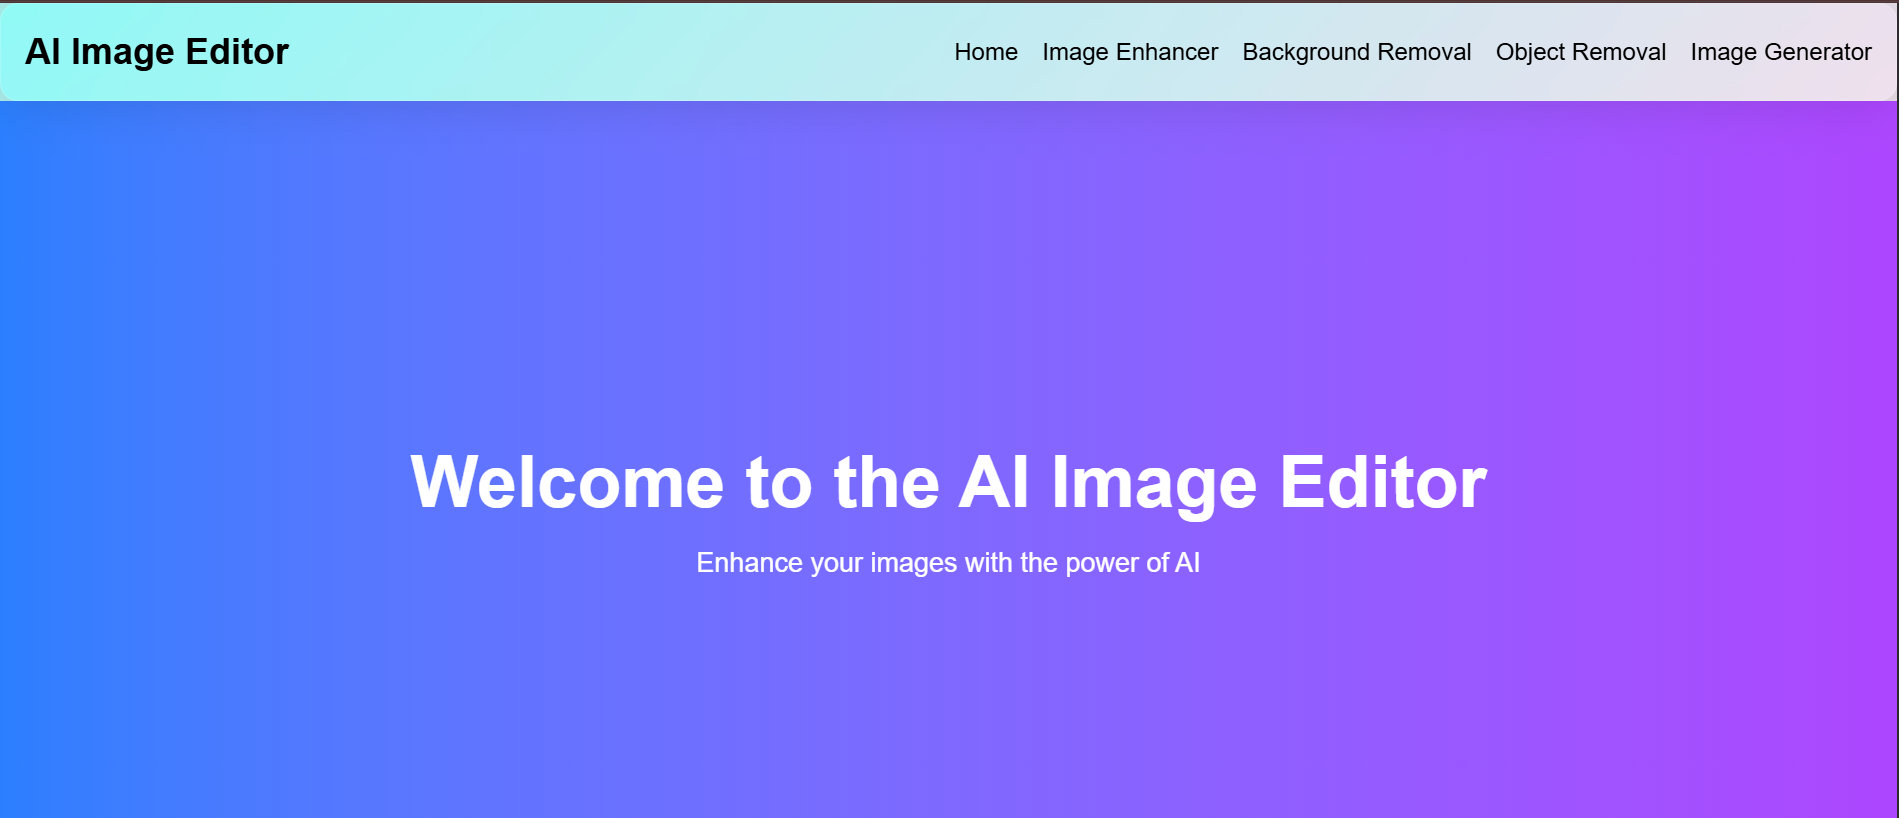 AI Image Editor
Home Image Enhancer Background Removal Object Removal Image Generator
Welcome to the AI Image Editor
Enhance your images with the power of AI